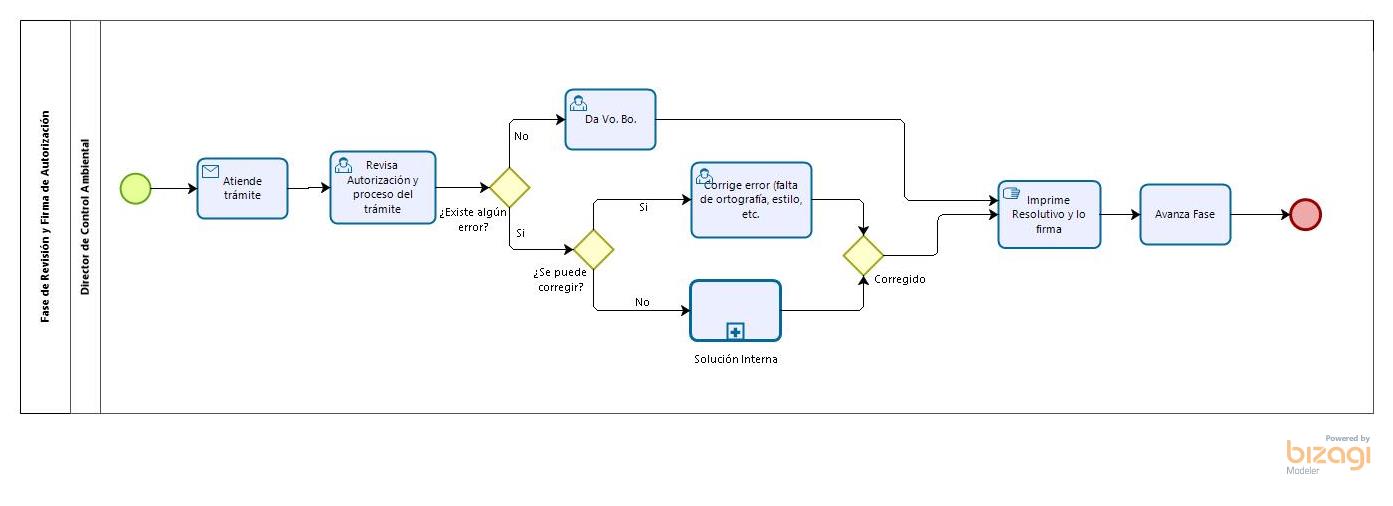 Fase de Revisión y Firma de Autorización
Director de Control Ambiental
Atiende
trámite
Revisa
Autorización y
proceso del
trámite
¿Existe algún
error?
No
Si
Da Vo. Bo.
¿Se puede
corregir?
Si
No
Corrige error (falta
de ortografía, estilo,
etc.
Solución Interna
Corregido
Imprime
Resolutivo y lo
firma
Avanza Fase
Powered by
bizagi
Modeler